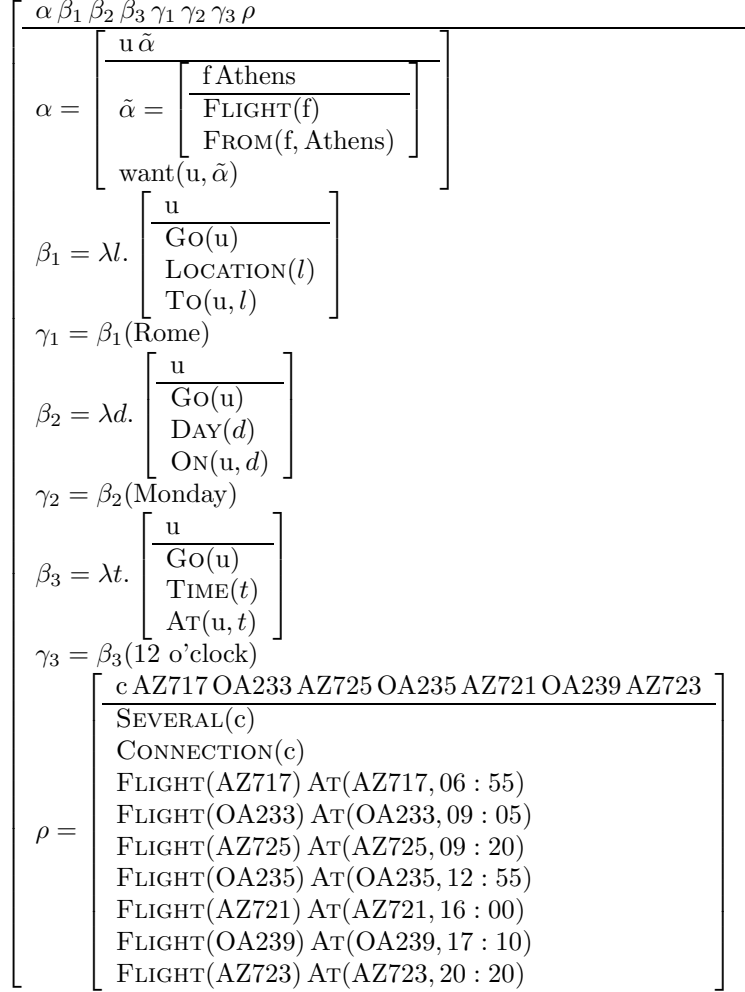 α β₁ β₂ β₃ γ₁ γ₂ γ₃ ρ
u α̃
f Athens
α = α̃ = FLIGHT(f)
FROM(f, Athens)
want(u, α̃)
u
GO(u)
β₁ = λl. LOCATION(l)
TO(u, l)
γ₁ = β₁(Rome)
u
GO(u)
β₂ = λd. DAY(d)
ON(u, d)
γ₂ = β₂(Monday)
u
GO(u)
β₃ = λt. TIME(t)
AT(u, t)
γ₃ = β₃(12 o'clock)
c AZ717 OA233 AZ725 OA235 AZ721 OA239 AZ723
SEVERAL(c)
CONNECTION(c)
FLIGHT(AZ717) AT(AZ717, 06 : 55)
FLIGHT(OA233) AT(OA233, 09 : 05)
ρ = FLIGHT(AZ725) AT(AZ725, 09 : 20)
FLIGHT(OA235) AT(OA235, 12 : 55)
FLIGHT(AZ721) AT(AZ721, 16 : 00)
FLIGHT(OA239) AT(OA239, 17 : 10)
FLIGHT(AZ723) AT(AZ723, 20 : 20)